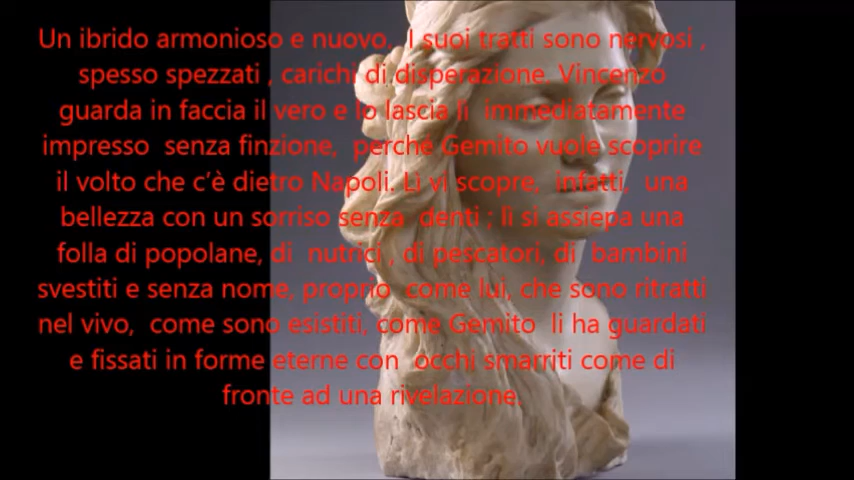 Un ibrido armonioso e nuovo, I suoi tratti sono nervosi ,
spesso spezzati , carichi di disperazione. Vincenzo
guarda in faccia il vero e lo lascia lì immediatamente
impresso senza finzione, perché Gemito vuole scoprire
il volto che c’è dietro Napoli. Lì vi scopre, infatti, una
bellezza con un sorriso senza denti ; lì si assiepa una
folla di popolane, di nutrici , di pescatori, di bambini
svestiti e senza nome, proprio come lui, che sono ritratti
nel vivo, come sono esistiti, come Gemito li ha guardati
e fissati in forme eterne con occhi smarriti come di
fronte ad una rivelazione.